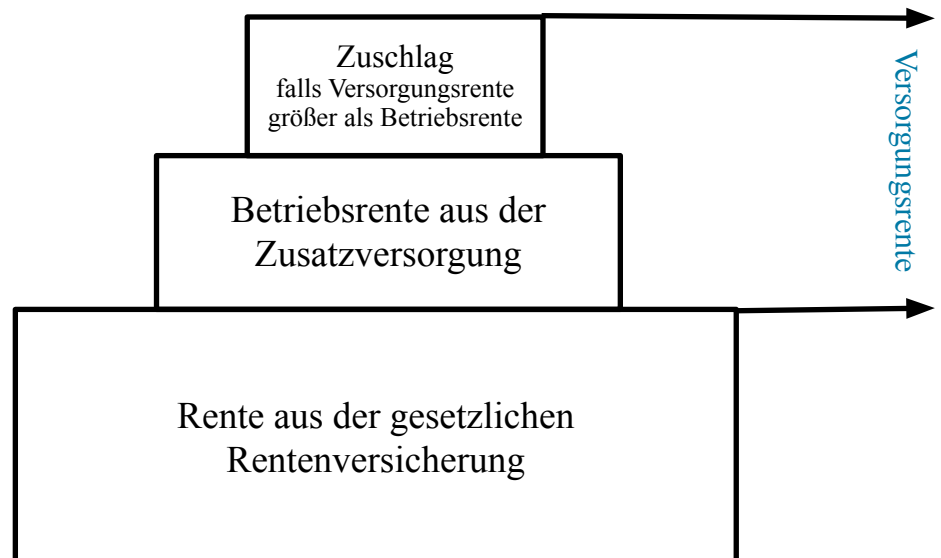 Zuschlag
falls Versorgungsrente
größer als Betriebsrente
Versorgungsrente
Betriebsrente aus der
Zusatzversorgung
Rente aus der gesetzlichen
Rentenversicherung